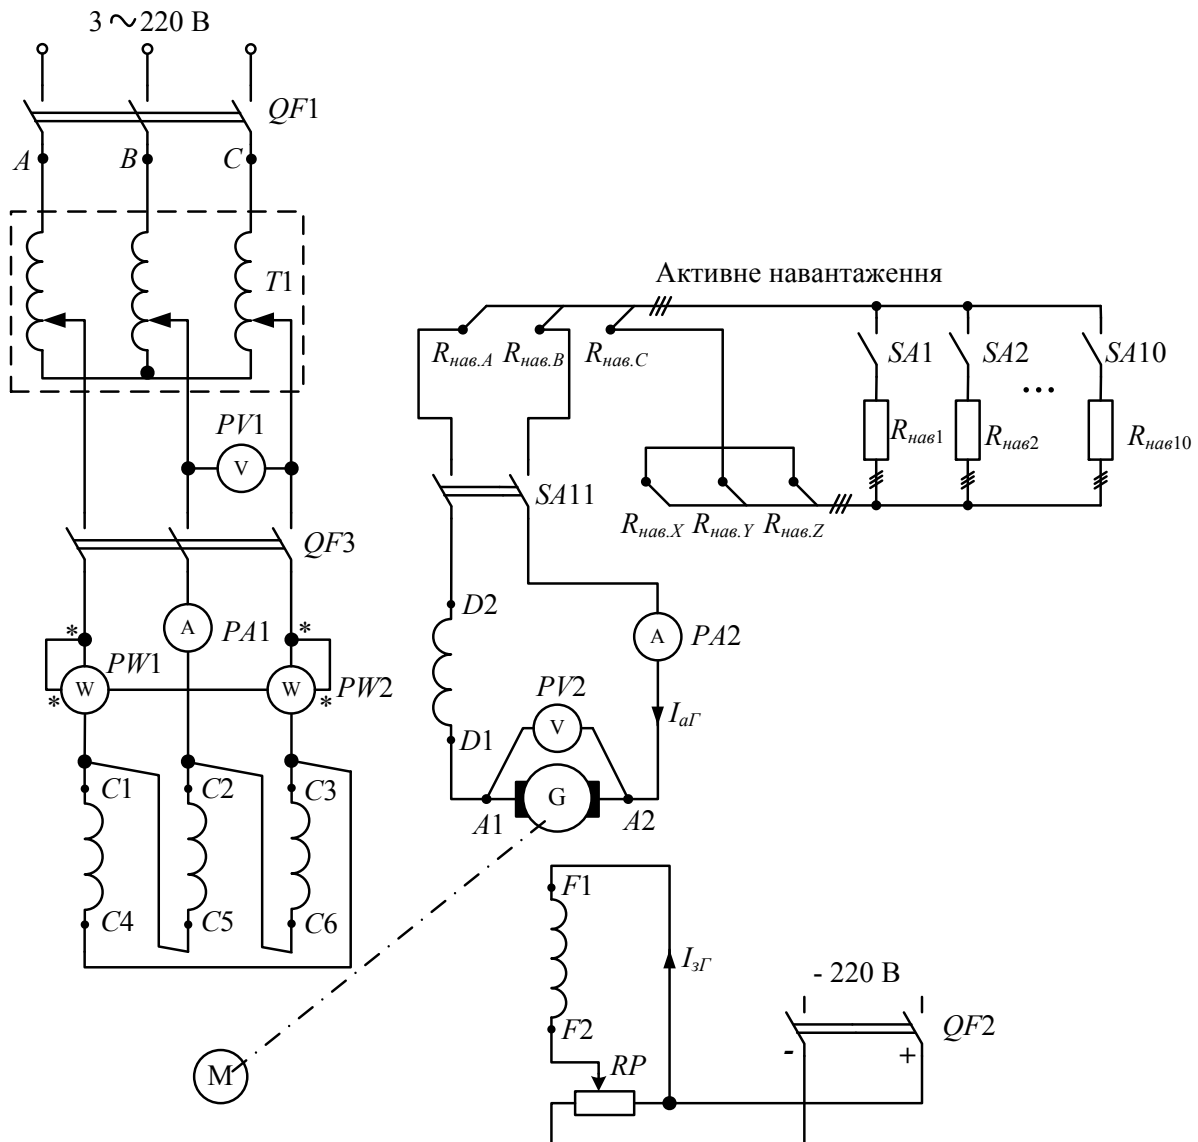 3 ~ 220 В
QF1
A
B
C
T1
Активне навантаження
Rнав.A
Rнав.B
Rнав.C
SA1
SA2
SA10
...
Rнав1
Rнав2
Rнав10
PV1
V
SA11
Rнав.X
Rнав.Y
Rнав.Z
QF3
D2
A
PA1
A
PA2
*
*
PW1
W
*
W
PW2
*
PV2
V
IаГ
D1
C1
C2
C3
G
A1
A2
C4
C5
C6
F1
IзГ
- 220 В
F2
QF2
-
+
M
RP